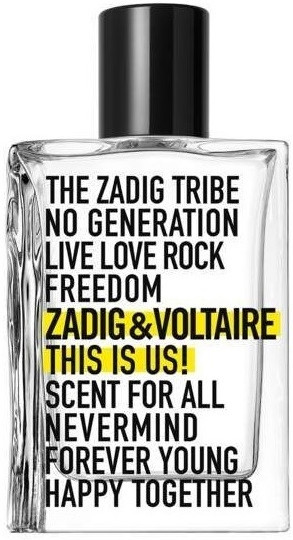 THE ZADIG TRIBE
NO GENERATION
LIVE LOVE ROCK
FREEDOM
ZADIG&VOLTAIRE
THIS IS US!
SCENT FOR ALL
NEVERMIND
FOREVER YOUNG
HAPPY TOGETHER